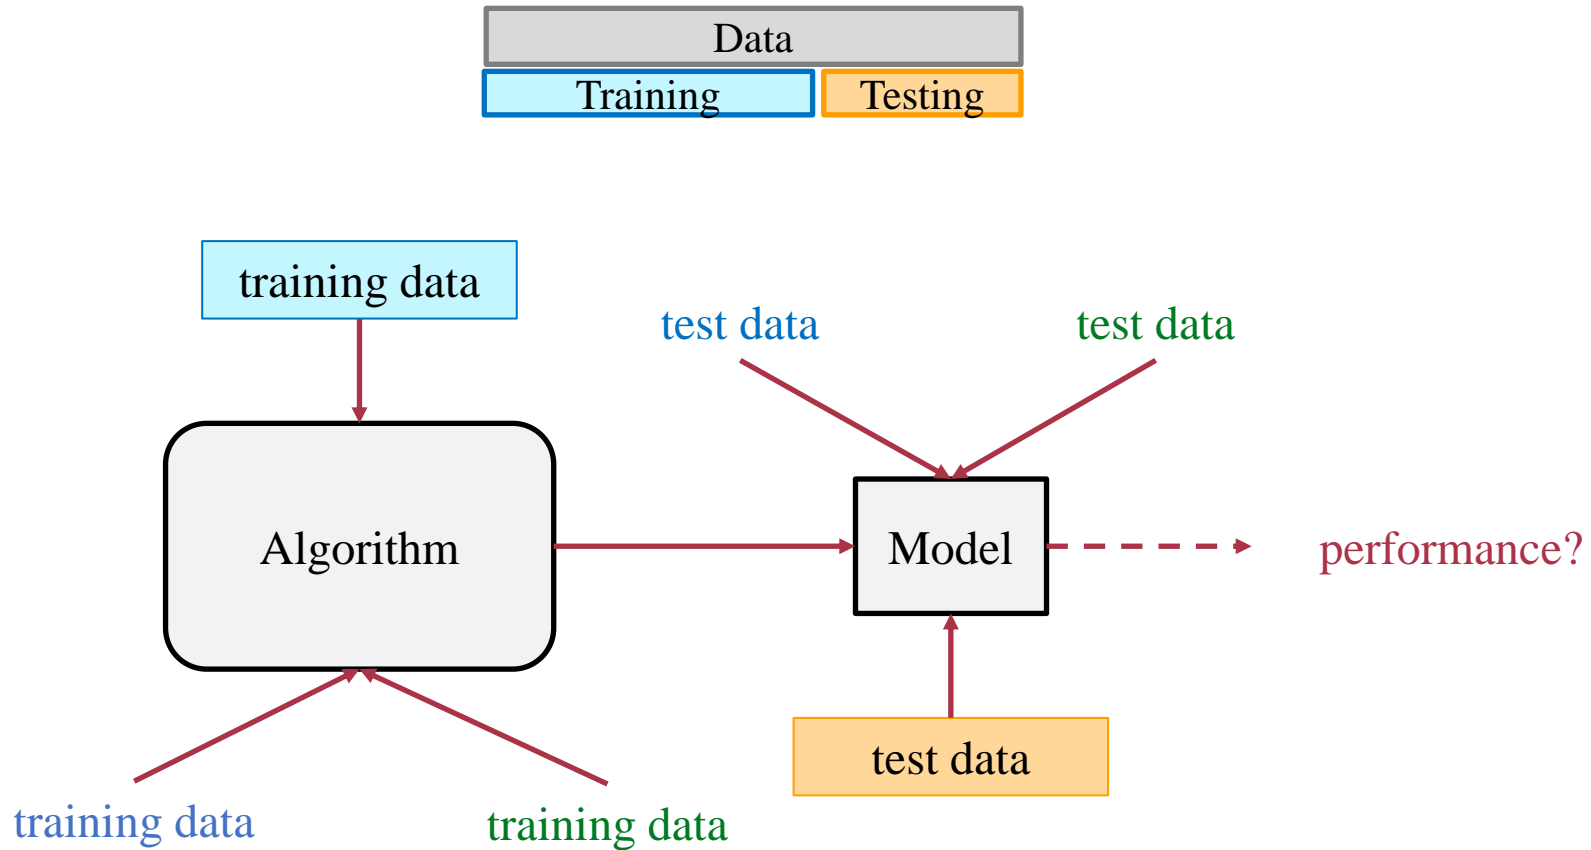 Data
Training
Testing
training data
test data
test data
Algorithm
Model
performance?
test data
training data
training data